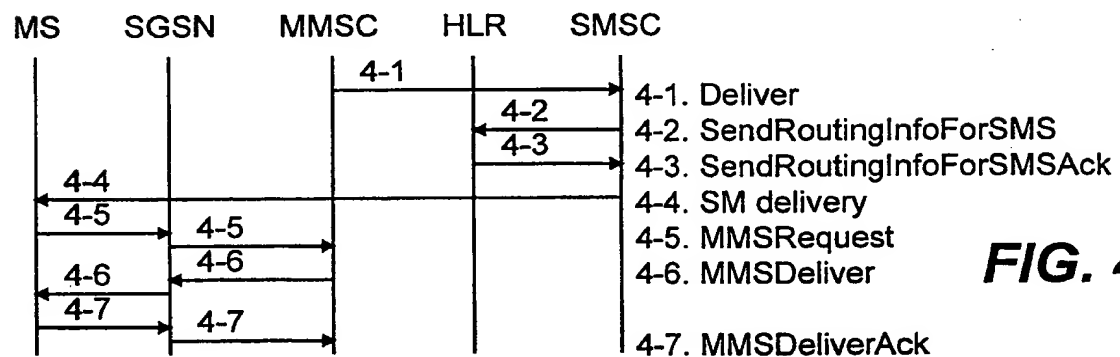 MS SGSN MMSC HLR SMSC
4-1
4-1. Deliver
4-2
4-2. SendRoutingInfoForSMS
4-3
4-3. SendRoutingInfoForSMSAck
4-4
4-4. SM delivery
4-5
4-5
4-5. MMSRequest
4-6
4-6
4-6. MMSDeliver
FIG. 4
4-7
4-7
4-7. MMSDeliverAck